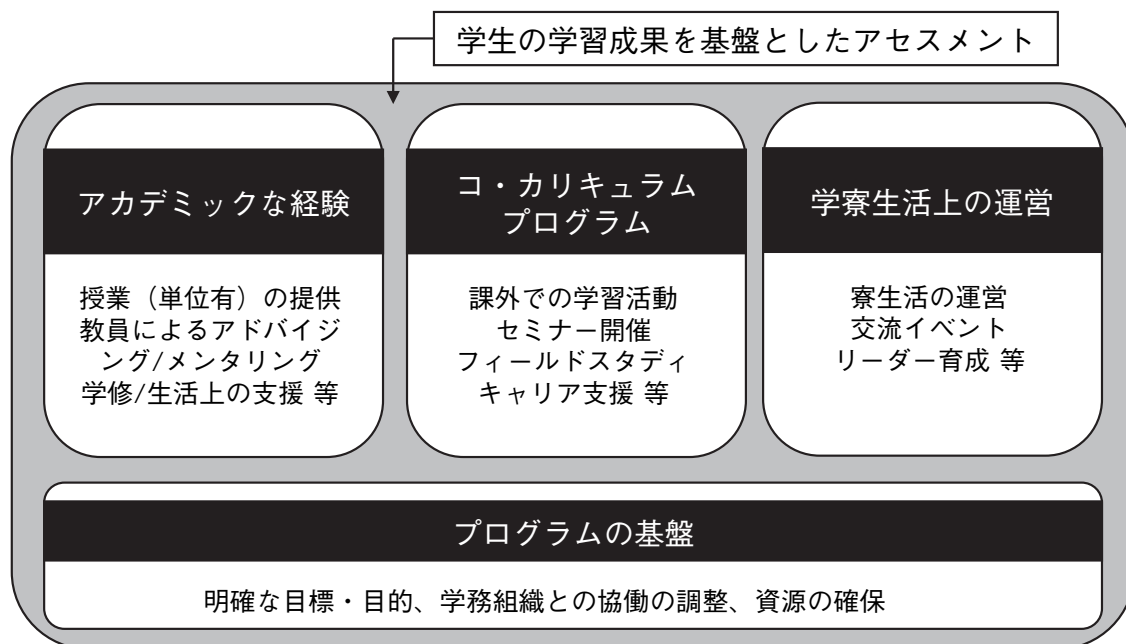 学生の学習成果を基盤としたアセスメント
アカデミックな経験
授業（単位有）の提供
教員によるアドバイジ
ング/メンタリング
学修/生活上の支援 等
コ・カリキュラム
プログラム
課外での学習活動
セミナー開催
フィールドスタディ
キャリア支援 等
学寮生活上の運営
寮生活の運営
交流イベント
リーダー育成 等
プログラムの基盤
明確な目標・目的、学務組織との協働の調整、資源の確保